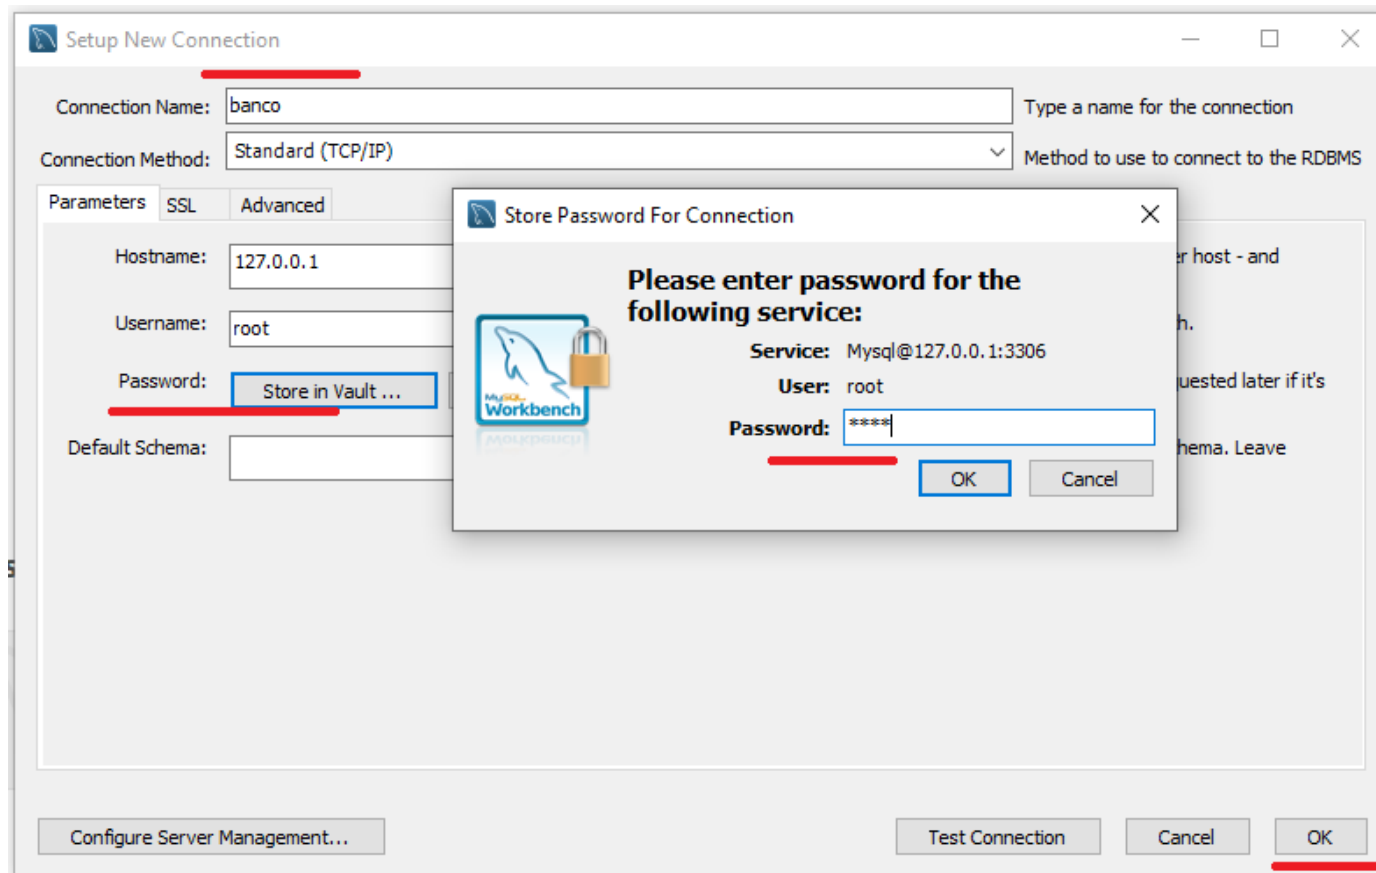 Setup New Connection
Connection Name: banco Type a name for the connection
Connection Method: Standard (TCP/IP) Method to use to connect to the RDBMS
Parameters SSL Advanced
Store Password For Connection
Hostname: 127.0.0.1 host - and
Please enter password for the
following service:
Username: root
Service: Mysql@127.0.0.1:3306
Password: Store in Vault ... later if it's
User: root
Password: ****
Default Schema: Leave
OK Cancel
MySQL
Workbench
Configure Server Management... Test Connection Cancel OK